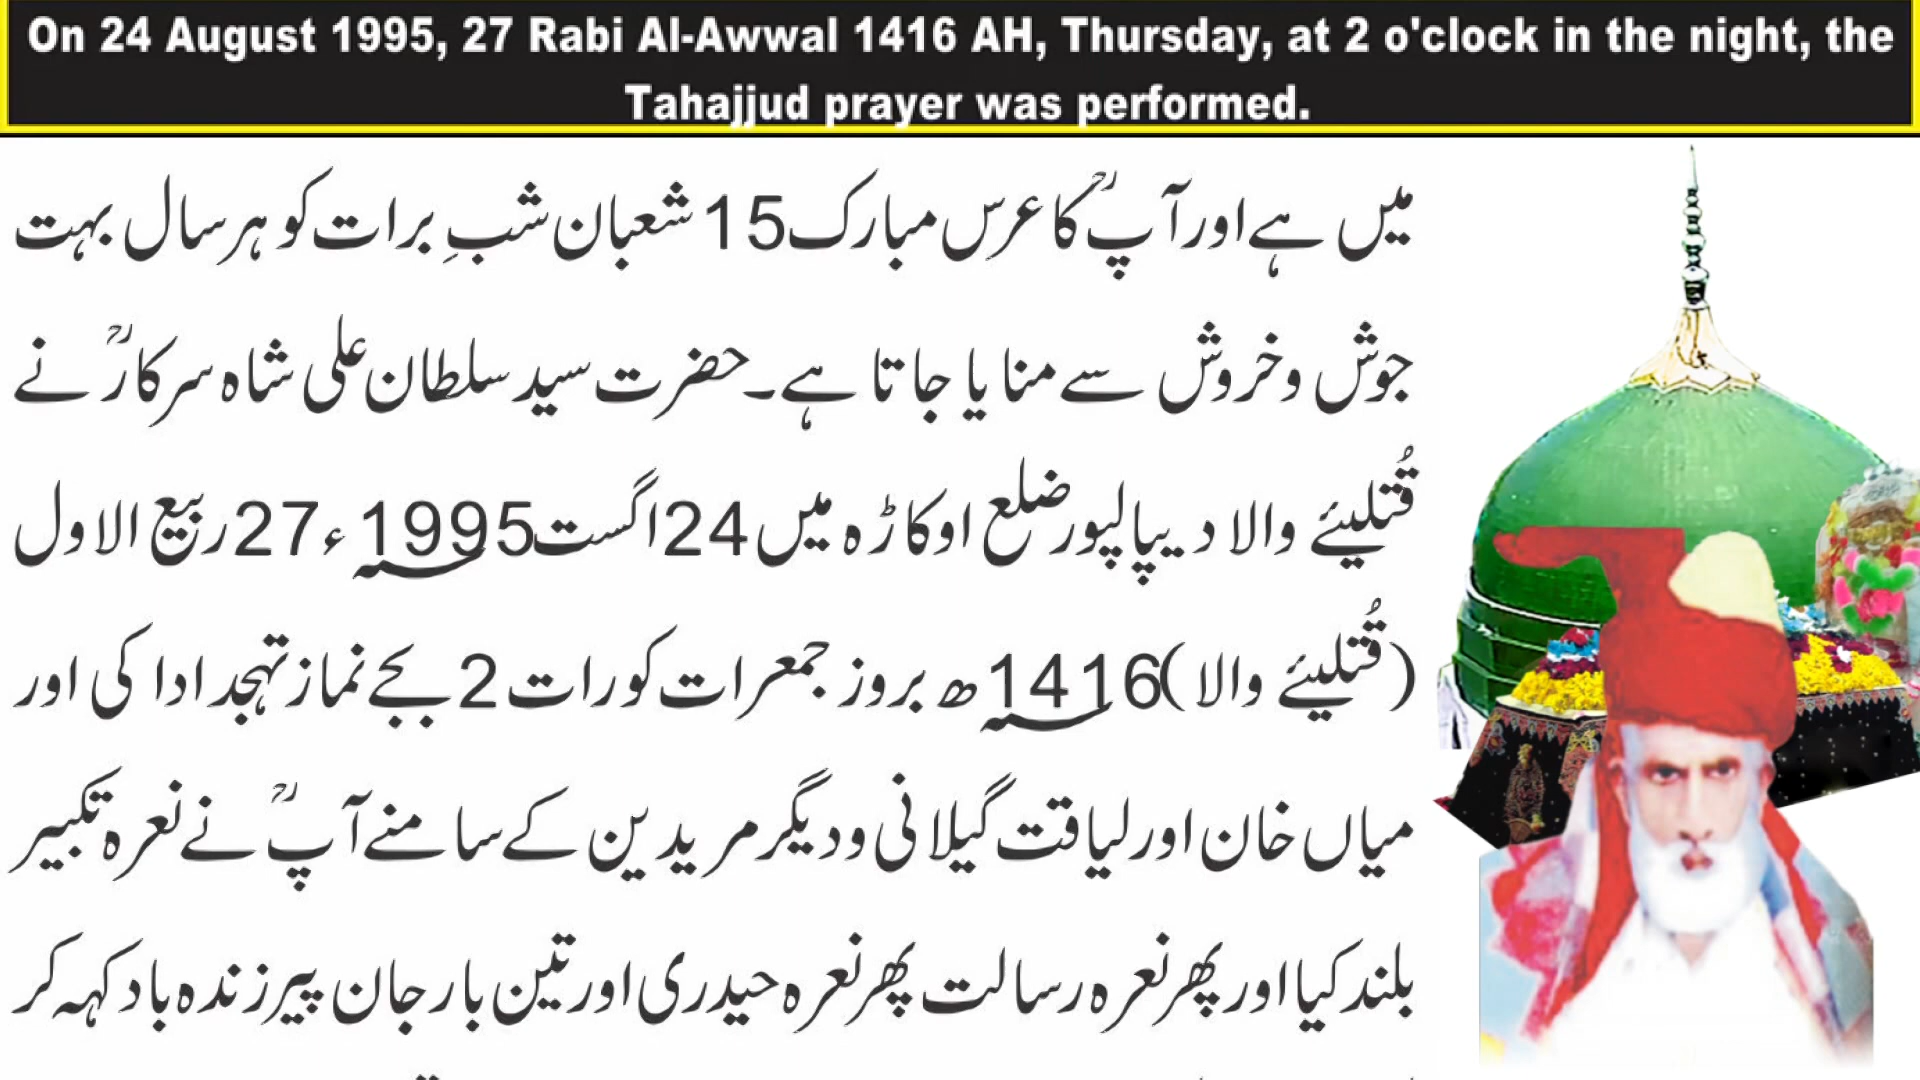 On 24 August 1995, 27 Rabi Al-Awwal 1416 AH, Thursday, at 2 o'clock in the night, the
Tahajjud prayer was performed.
میں ہے اور آپؒ کا عرس مبارک 15 شعبان شبِ برات کو ہر سال بہت
جوش و خروش سے منایا جاتا ہے۔ حضرت سید سلطان علی شاہ سرکارؒ نے
قُتلیئے والا دیپالپور ضلع اوکاڑہ میں 24 اگست 1995؁ء 27 ربیع الاول
(قُتلیئے والا) 1416؁ھ بروز جمعرات کو رات 2 بجے نماز تہجد ادا کی اور
میاں خان اور لیاقت گیلانی و دیگر مریدین کے سامنے آپؒ نے نعرہ تکبیر
بلند کیا اور پھر نعرہ رسالت پھر نعرہ حیدری اور تین بار جان پیر زندہ باد کہہ کر